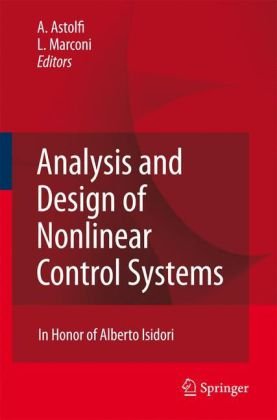 A. Astolfi
L. Marconi
Editors
Analysis and
Design of
Nonlinear
Control Systems
In Honor of Alberto Isidori
Springer